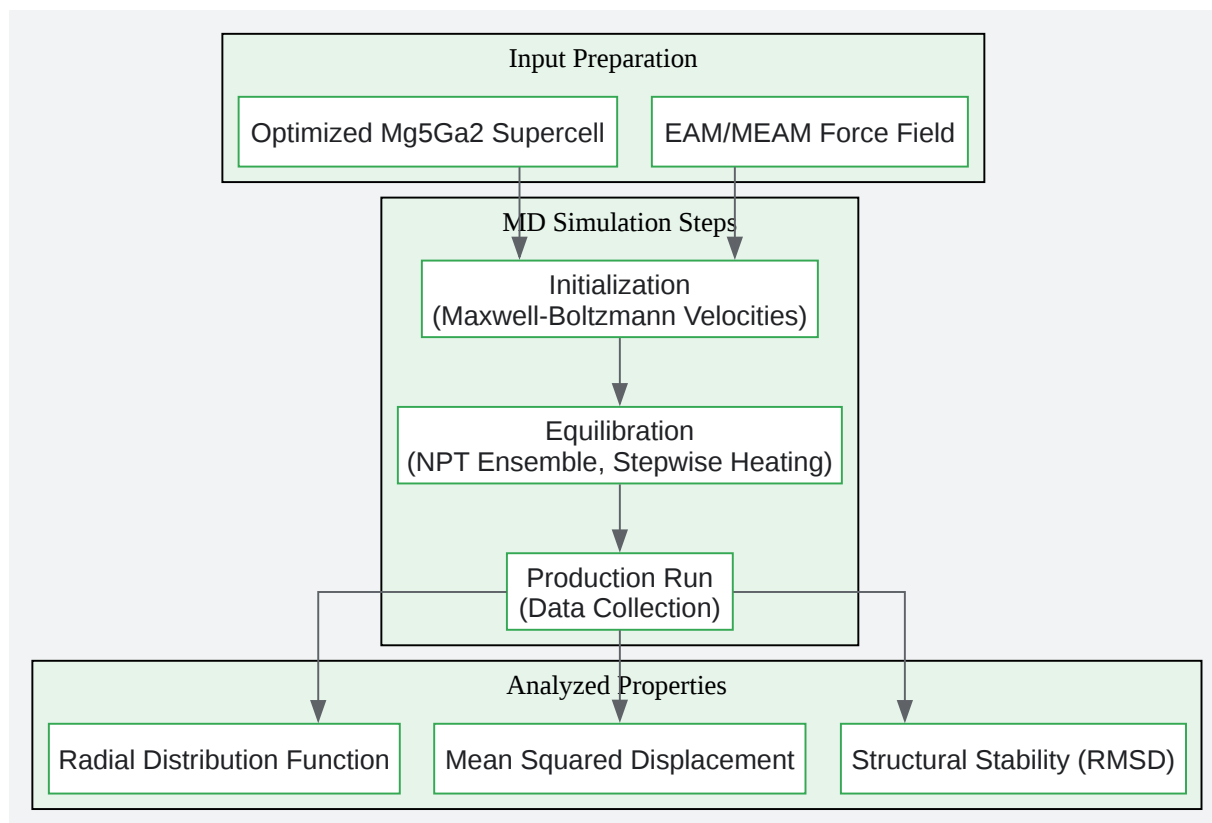 Input Preparation
Optimized Mg5Ga2 Supercell
EAM/MEAM Force Field
MD Simulation Steps
Initialization
(Maxwell-Boltzmann Velocities)
Equilibration
(NPT Ensemble, Stepwise Heating)
Production Run
(Data Collection)
Analyzed Properties
Radial Distribution Function
Mean Squared Displacement
Structural Stability (RMSD)